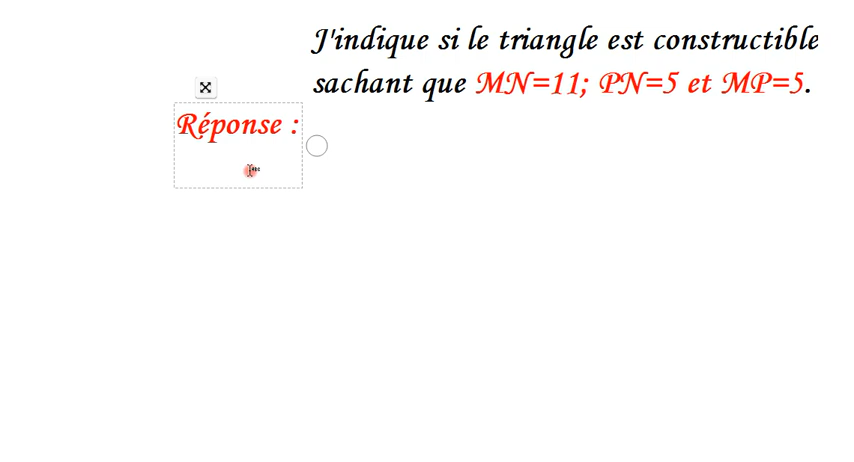 J'indique si le triangle est constructible
sachant que MN=11; PN=5 et MP=5.
Réponse :